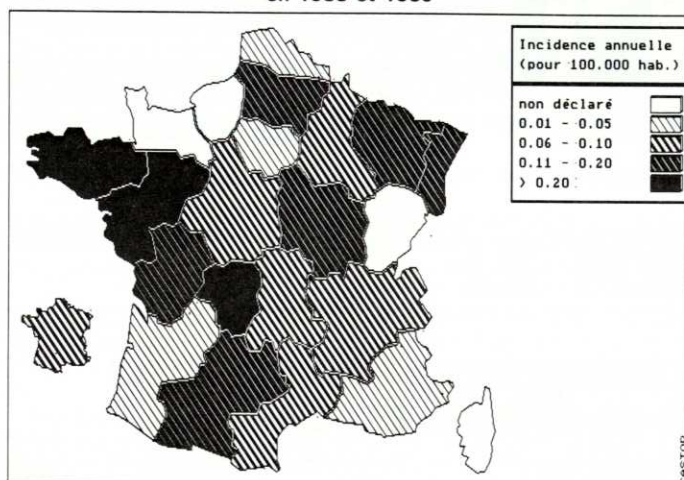 Incidence annuelle
(pour 100.000 hab.)
non déclaré
0.01 - 0.05
0.06 - 0.10
0.11 - 0.20
> 0.20